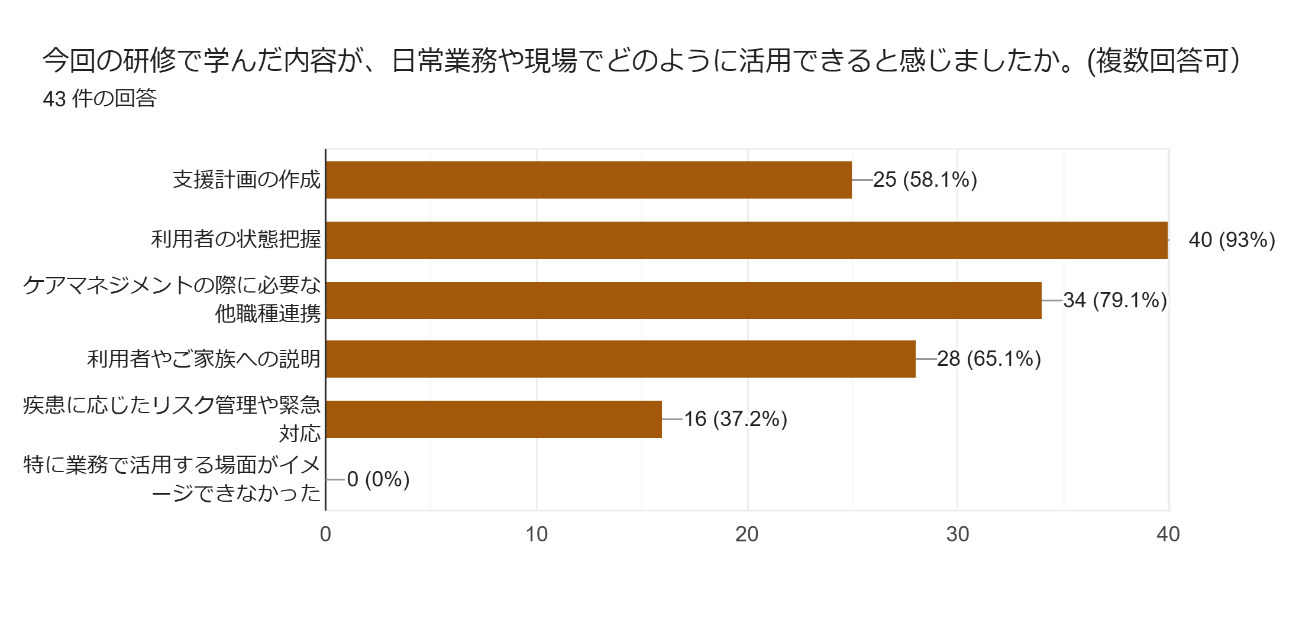 今回の研修で学んだ内容が、日常業務や現場でどのように活用できると感じましたか。(複数回答可）
43 件の回答
支援計画の作成
25 (58.1%)
利用者の状態把握
40 (93%)
ケアマネジメントの際に必要な
他職種連携
34 (79.1%)
利用者やご家族への説明
28 (65.1%)
疾患に応じたリスク管理や緊急
対応
16 (37.2%)
特に業務で活用する場面がイメ
ージできなかった
0 (0%)
0 10 20 30 40